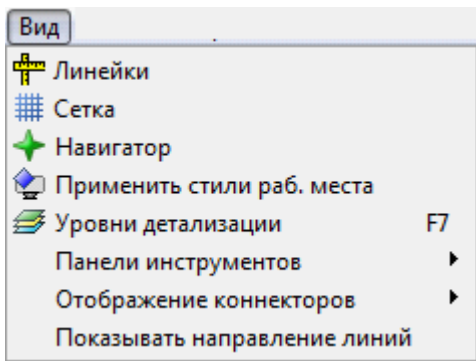 Вид
Линейки
Сетка
Навигатор
Применить стили раб. места
Уровни детализации F7
Панели инструментов
Отображение коннекторов
Показывать направление линий